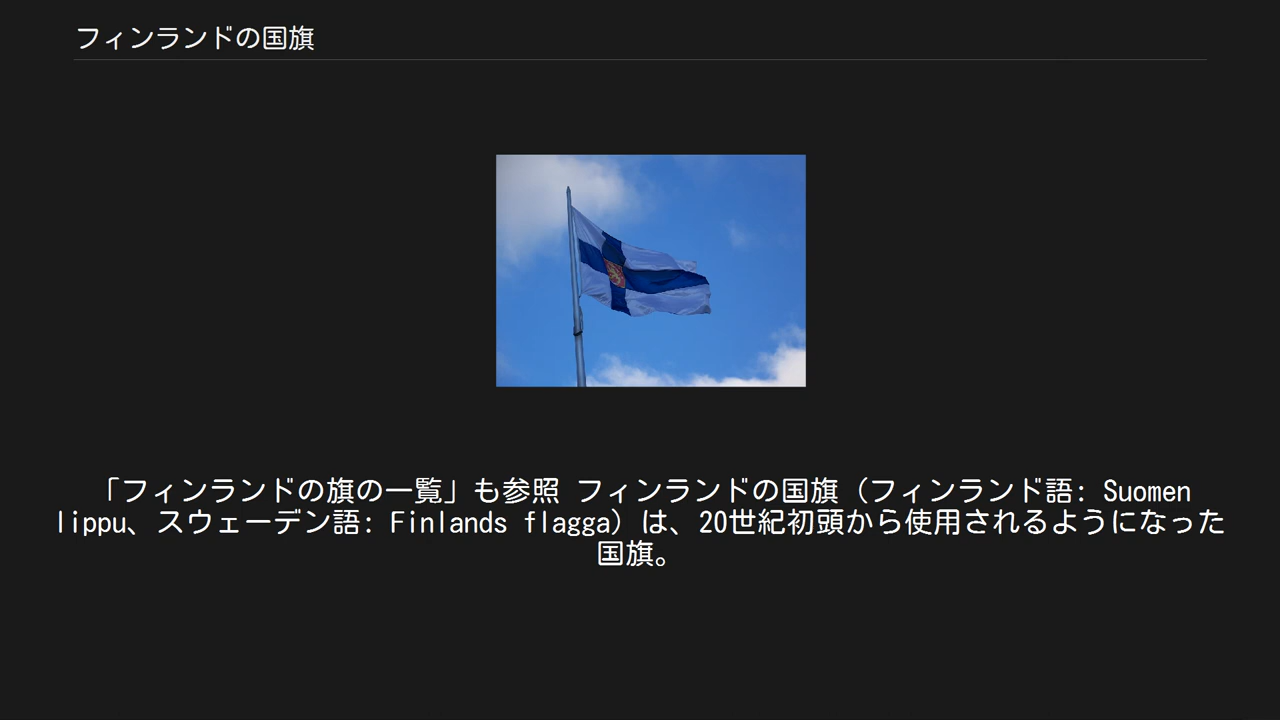 フィンランドの国旗
「フィンランドの旗の一覧」も参照 フィンランドの国旗（フィンランド語: Suomen
lippu、スウェーデン語: Finlands flagga）は、20世紀初頭から使用されるようになった
国旗。